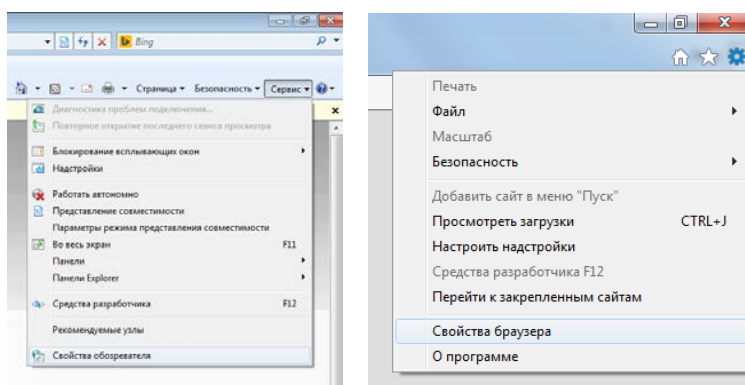 Bing
Страница Безопасность Сервис
Диагностика проблем подключения...
Повторное открытие последнего сеанса просмотра
Блокирование всплывающих окон
Надстройки
Работать автономно
Представление совместимости
Параметры режима представления совместимости
Во весь экран F11
Панели
Панели Explorer
Средства разработчика F12
Рекомендуемые узлы
Свойства обозревателя
Печать
Файл
Масштаб
Безопасность
Добавить сайт в меню "Пуск"
Просмотреть загрузки CTRL+J
Настроить надстройки
Средства разработчика F12
Перейти к закрепленным сайтам
Свойства браузера
О программе